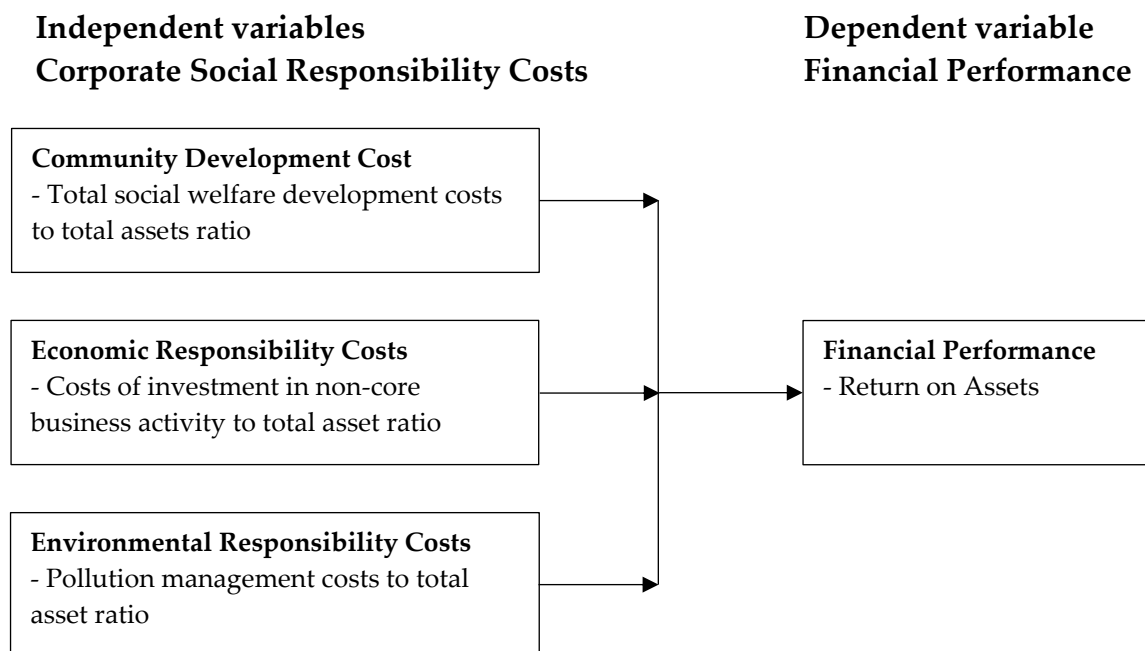 Independent variables
Corporate Social Responsibility Costs
Dependent variable
Financial Performance
Community Development Cost
- Total social welfare development costs
to total assets ratio
Economic Responsibility Costs
- Costs of investment in non-core
business activity to total asset ratio
Financial Performance
- Return on Assets
Environmental Responsibility Costs
- Pollution management costs to total
asset ratio